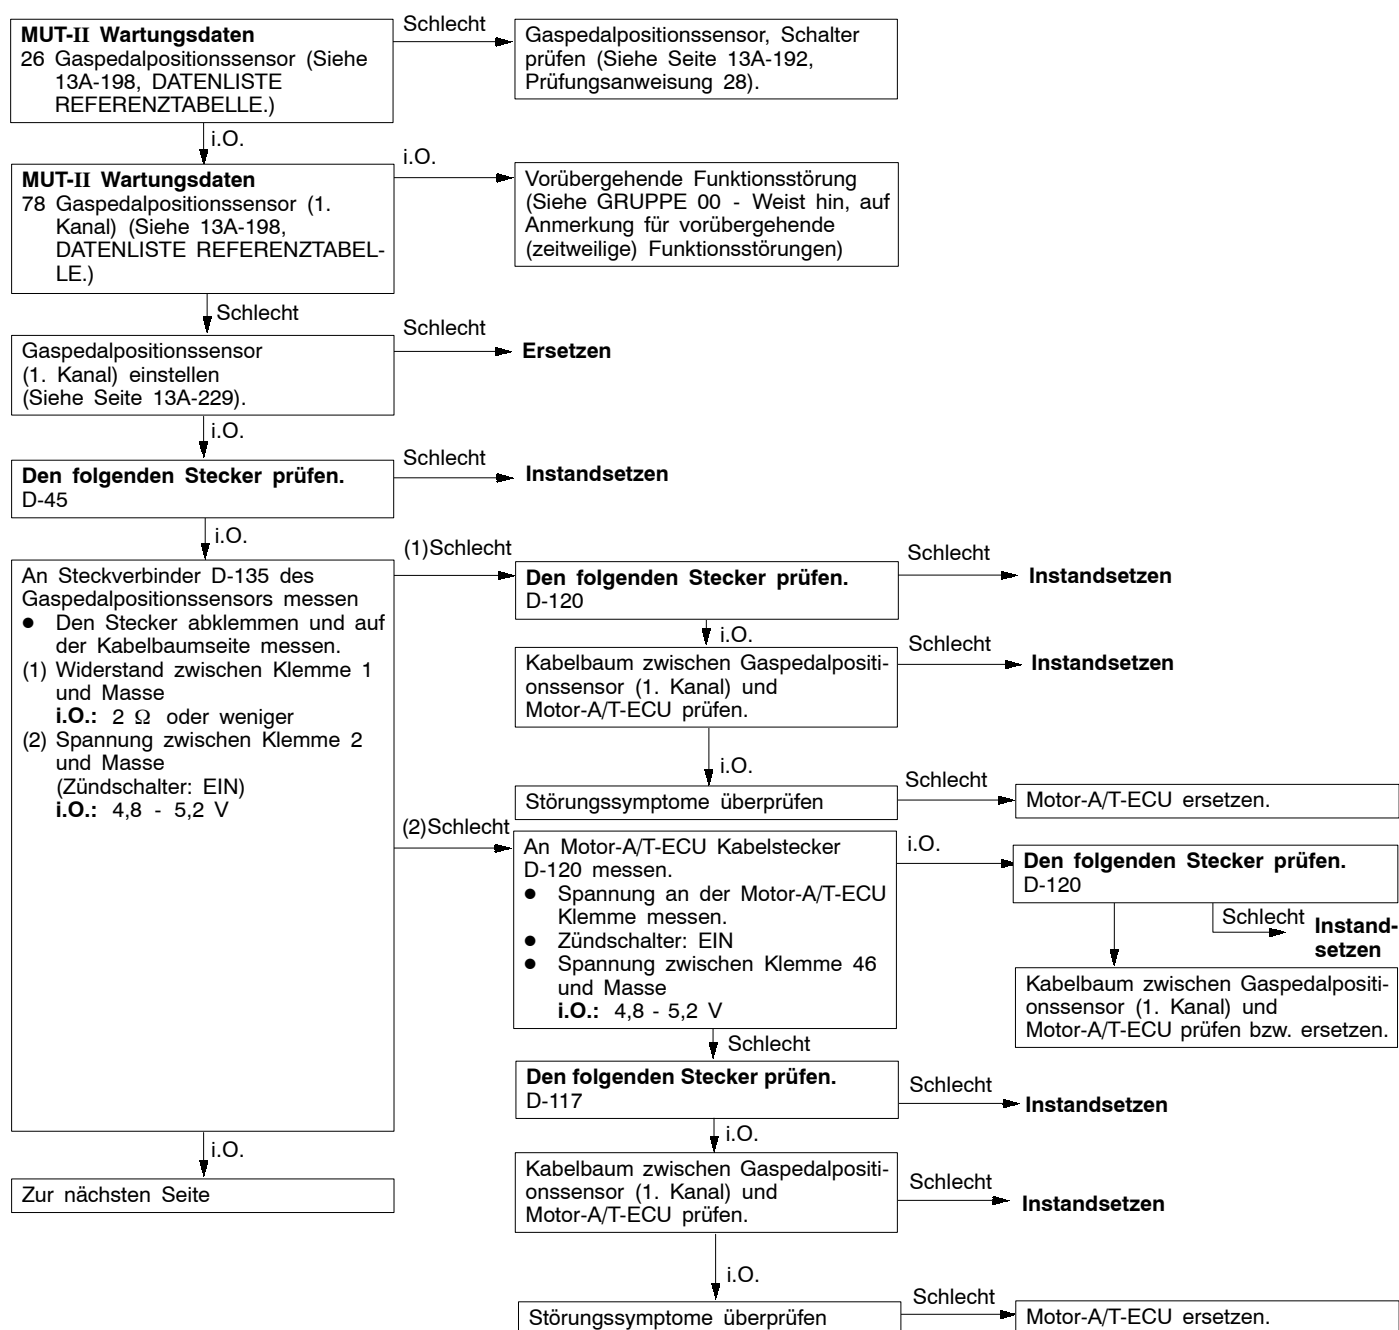 MUT-II Wartungsdaten
26 Gaspedalpositionssensor (Siehe
13A-198, DATENLISTE
REFERENZTABELLE.)
Schlecht
Gaspedalpositionssensor, Schalter
prüfen (Siehe Seite 13A-192,
Prüfungsanweisung 28).
i.O.
MUT-II Wartungsdaten
78 Gaspedalpositionssensor (1.
Kanal) (Siehe 13A-198,
DATENLISTE REFERENZTABEL-
LE.)
i.O.
Vorübergehende Funktionsstörung
(Siehe GRUPPE 00 - Weist hin, auf
Anmerkung für vorübergehende
(zeitweilige) Funktionsstörungen)
Schlecht
Gaspedalpositionssensor
(1. Kanal) einstellen
(Siehe Seite 13A-229).
Schlecht
Ersetzen
i.O.
Den folgenden Stecker prüfen.
D-45
Schlecht
Instandsetzen
i.O.
An Steckverbinder D-135 des
Gaspedalpositionssensors messen
● Den Stecker abklemmen und auf
der Kabelbaumseite messen.
(1) Widerstand zwischen Klemme 1
und Masse
i.O.: 2 Ω oder weniger
(2) Spannung zwischen Klemme 2
und Masse
(Zündschalter: EIN)
i.O.: 4,8 - 5,2 V
(1)Schlecht
Den folgenden Stecker prüfen.
D-120
Schlecht
Instandsetzen
i.O.
Kabelbaum zwischen Gaspedalpositi-
onssensor (1. Kanal) und
Motor-A/T-ECU prüfen.
Schlecht
Instandsetzen
i.O.
Störungssymptome überprüfen
Schlecht
Motor-A/T-ECU ersetzen.
(2)Schlecht
An Motor-A/T-ECU Kabelstecker
D-120 messen.
● Spannung an der Motor-A/T-ECU
Klemme messen.
● Zündschalter: EIN
● Spannung zwischen Klemme 46
und Masse
i.O.: 4,8 - 5,2 V
i.O.
Den folgenden Stecker prüfen.
D-120
Schlecht
Instand-
setzen
Kabelbaum zwischen Gaspedalpositi-
onssensor (1. Kanal) und
Motor-A/T-ECU prüfen bzw. ersetzen.
Schlecht
Den folgenden Stecker prüfen.
D-117
Schlecht
Instandsetzen
i.O.
Kabelbaum zwischen Gaspedalpositi-
onssensor (1. Kanal) und
Motor-A/T-ECU prüfen.
Schlecht
Instandsetzen
i.O.
Störungssymptome überprüfen
Schlecht
Motor-A/T-ECU ersetzen.
i.O.
Zur nächsten Seite